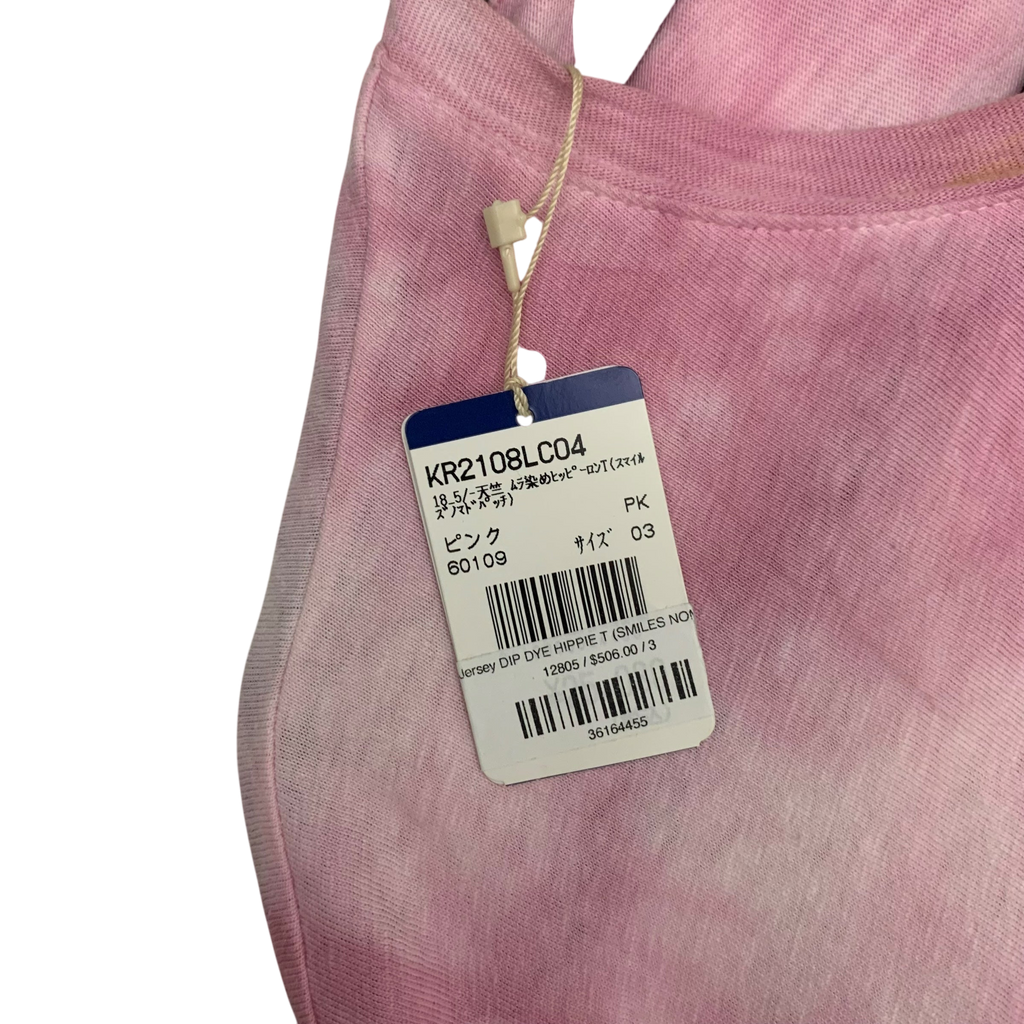 KR2108LC04
18_5/-天竺 ムラ染めヒッピーロンT(スマイル
ズノマドパッチ)
PK
ピンク
サイズ 03
60109
Jersey DIP DYE HIPPIE T (SMILES NOM
12805 / $506.00 / 3
36164455